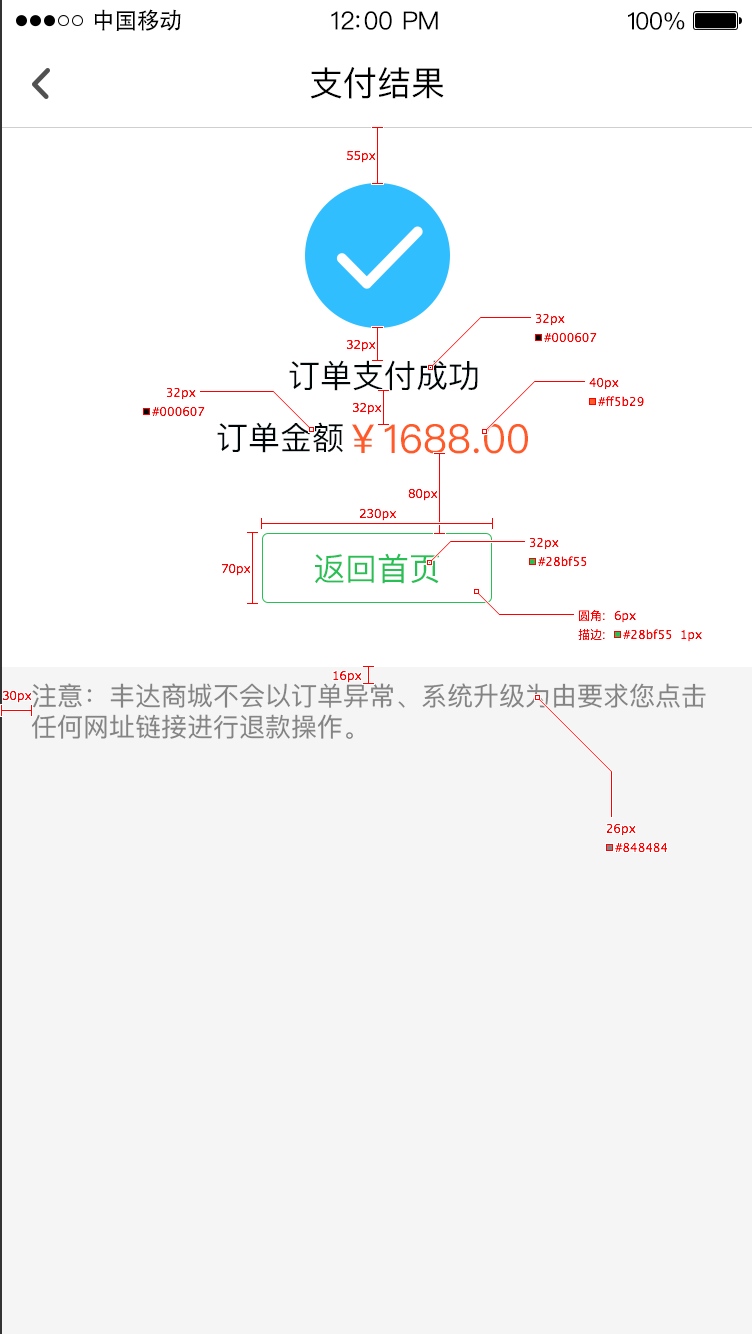 ●●●○○ 中国移动 12:00 PM 100%
支付结果
55px
32px
#000607
32px
订单支付成功
32px
#000607
32px
40px
#ff5b29
订单金额 ¥1688.00
80px
230px
70px
返回首页
32px
#28bf55
圆角: 6px
描边: #28bf55 1px
16px
30px
注意：丰达商城不会以订单异常、系统升级为由要求您点击
任何网址链接进行退款操作。
26px
#848484